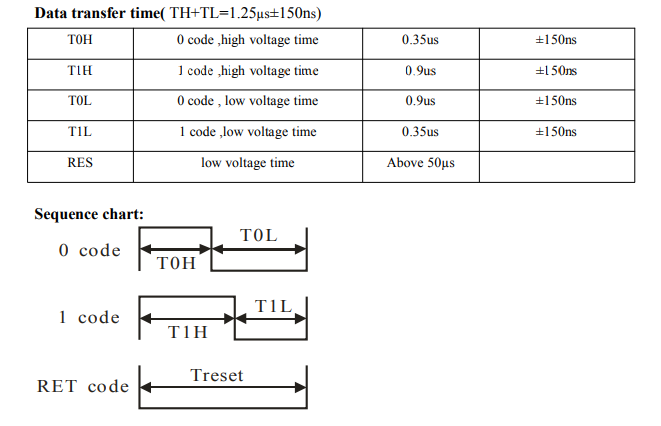 Data transfer time( TH+TL=1.25µs±150ns)
T0H 0 code ,high voltage time 0.35us ±150ns
T1H 1 code ,high voltage time 0.9us ±150ns
T0L 0 code , low voltage time 0.9us ±150ns
T1L 1 code ,low voltage time 0.35us ±150ns
RES low voltage time Above 50µs
Sequence chart:
0 code T0H T0L
1 code T1H T1L
RET code Treset